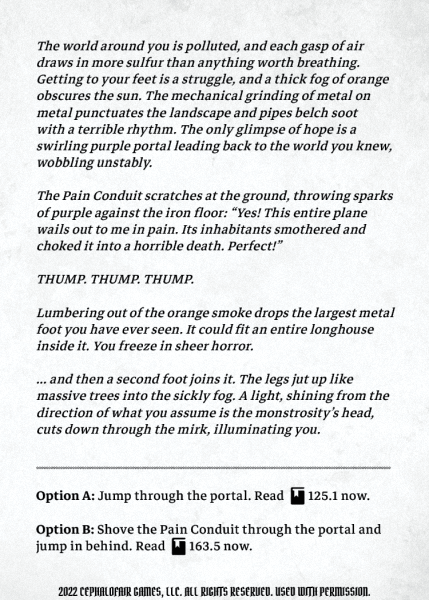 The world around you is polluted, and each gasp of air
draws in more sulfur than anything worth breathing.
Getting to your feet is a struggle, and a thick fog of orange
obscures the sun. The mechanical grinding of metal on
metal punctuates the landscape and pipes belch soot
with a terrible rhythm. The only glimpse of hope is a
swirling purple portal leading back to the world you knew,
wobbling unstably.
The Pain Conduit scratches at the ground, throwing sparks
of purple against the iron floor: “Yes! This entire plane
wails out to me in pain. Its inhabitants smothered and
choked it into a horrible death. Perfect!”
THUMP. THUMP. THUMP.
Lumbering out of the orange smoke drops the largest metal
foot you have ever seen. It could fit an entire longhouse
inside it. You freeze in sheer horror.
... and then a second foot joins it. The legs jut up like
massive trees into the sickly fog. A light, shining from the
direction of what you assume is the monstrosity’s head,
cuts down through the mirk, illuminating you.
Option A: Jump through the portal. Read 125.1 now.
Option B: Shove the Pain Conduit through the portal and
jump in behind. Read 163.5 now.
2022 CEPHALOFAIR GAMES, LLC. ALL RIGHTS RESERVED. USED WITH PERMISSION.